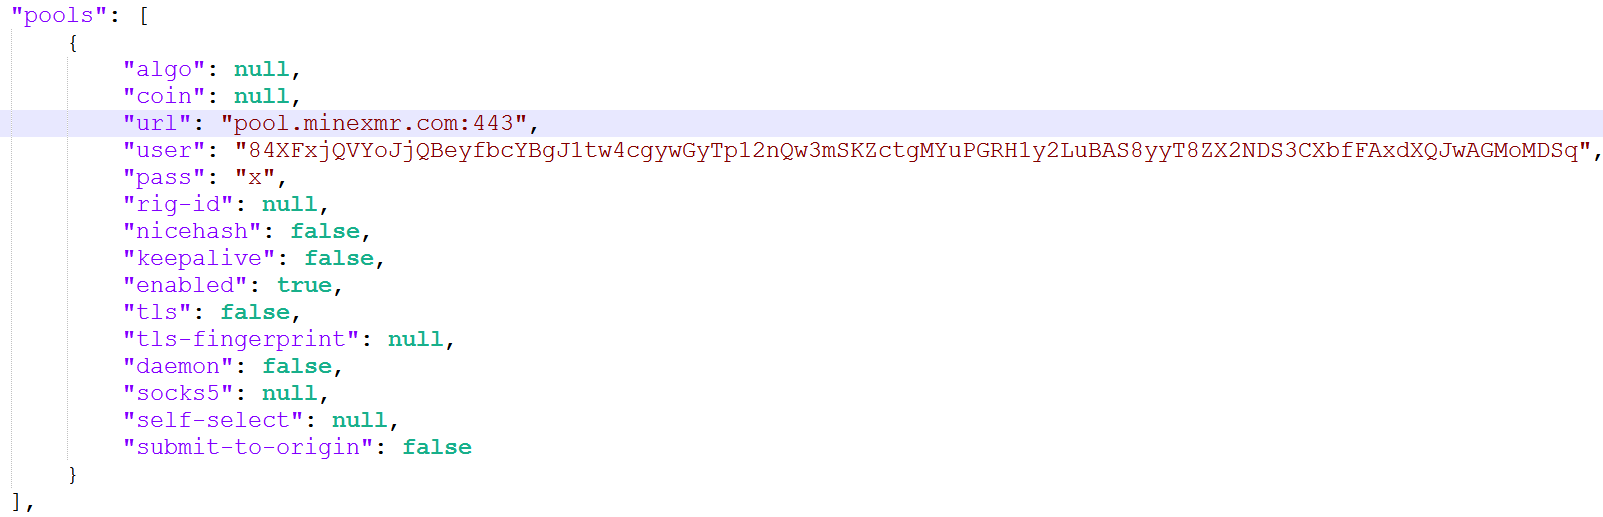 "pools": [
{
"algo": null,
"coin": null,
"url": "pool.minexmr.com:443",
"user": "84XFxjQVYoJjQBeyfbcYBgJ1tw4cgywGyTp12nQw3mSKZctgMYuPGRH1y2LuBAS8yyT8ZX2NDS3CXbfFAxdXQJwAGMoMDSq",
"pass": "x",
"rig-id": null,
"nicehash": false,
"keepalive": false,
"enabled": true,
"tls": false,
"tls-fingerprint": null,
"daemon": false,
"socks5": null,
"self-select": null,
"submit-to-origin": false
}
],